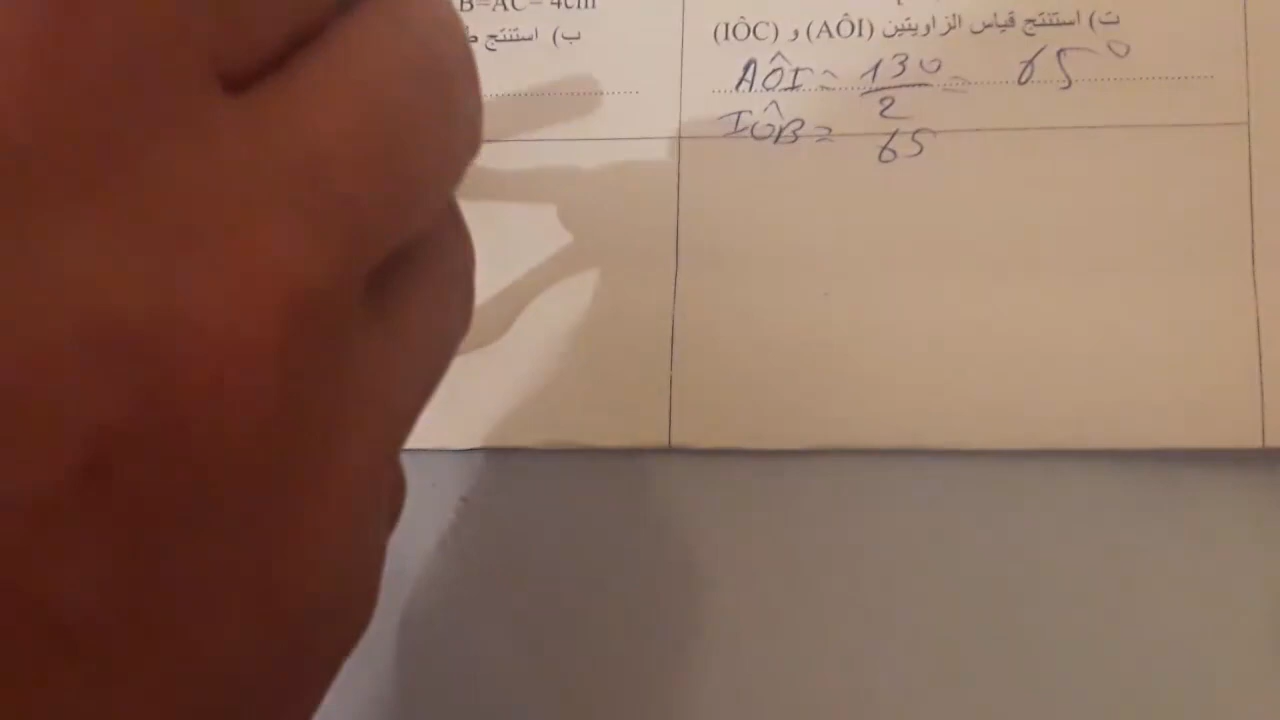 ت) استنتج قياس الزاويتين (AÔI) و (IÔC)
AÔI = 130/2 = 65°
IÔB = 65
B=AC= 4cm
ب) استنتج